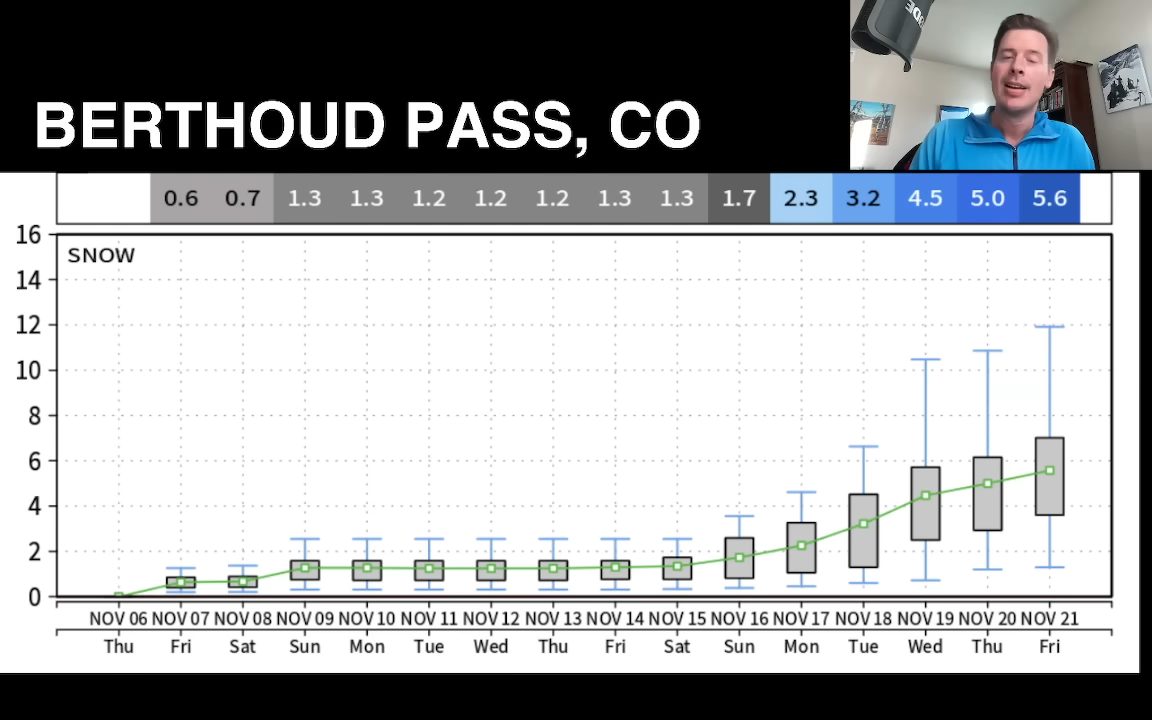 BERTHOUD PASS, CO
0.6 0.7 1.3 1.3 1.2 1.2 1.2 1.3 1.3 1.7 2.3 3.2 4.5 5.0 5.6
SNOW
16
14
12
10
8
6
4
2
0
NOV 06 NOV 07 NOV 08 NOV 09 NOV 10 NOV 11 NOV 12 NOV 13 NOV 14 NOV 15 NOV 16 NOV 17 NOV 18 NOV 19 NOV 20 NOV 21
Thu Fri Sat Sun Mon Tue Wed Thu Fri Sat Sun Mon Tue Wed Thu Fri